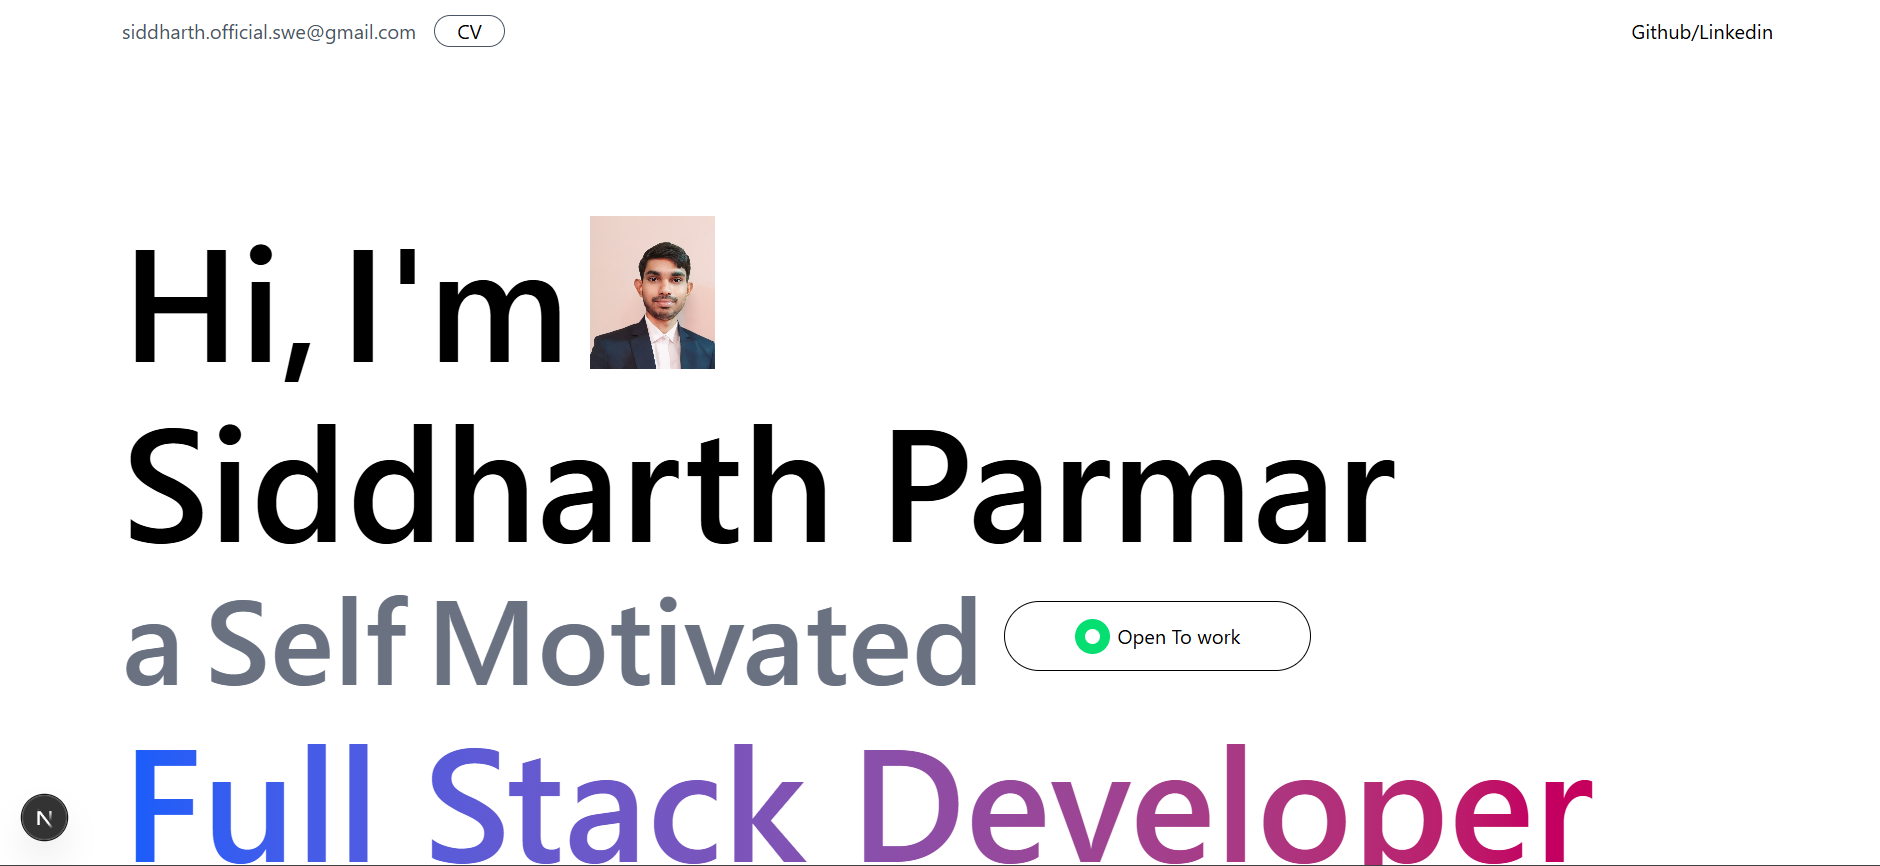 siddharth.official.swe@gmail.com CV Github/Linkedin
Hi, I'm
Siddharth Parmar
a Self Motivated Open To work
Full Stack Developer
N